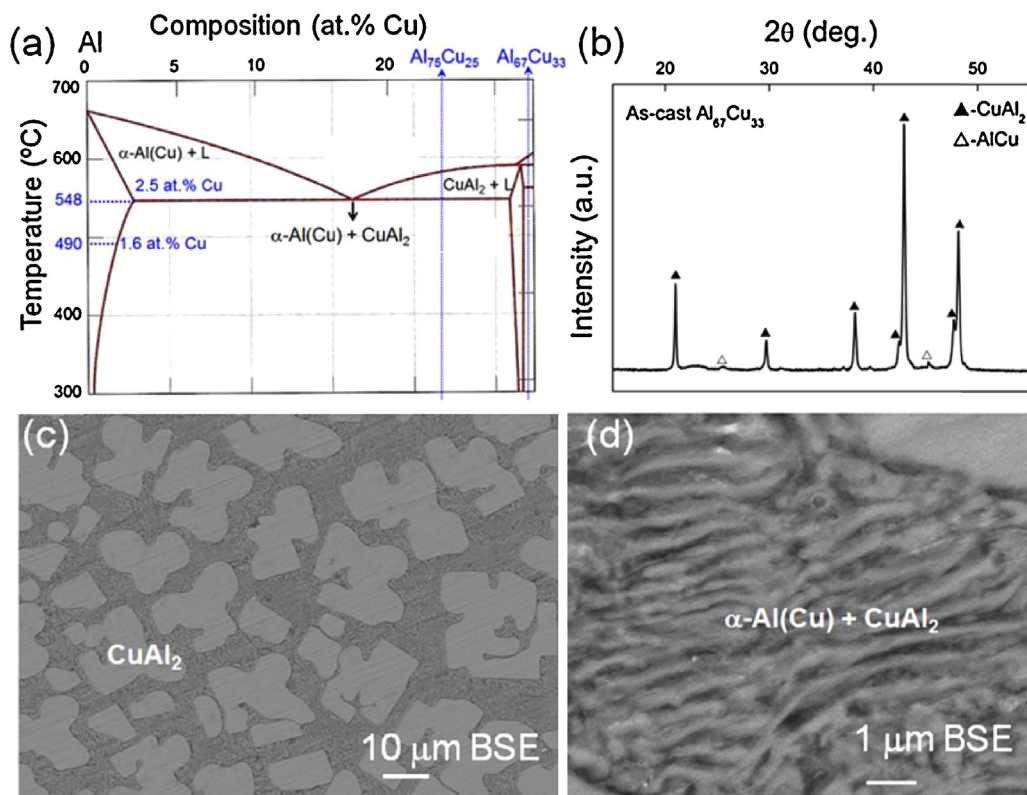 (a)
Al
Composition (at.% Cu)
0
5
10
20
Al₇₅Cu₂₅
Al₆₇Cu₃₃
Temperature (ºC)
700
600
548
490
400
300
α-Al(Cu) + L
2.5 at.% Cu
1.6 at.% Cu
CuAl₂ + L
α-Al(Cu) + CuAl₂
(b)
2θ (deg.)
20
30
40
50
Intensity (a.u.)
As-cast Al₆₇Cu₃₃
▲-CuAl₂
△-AlCu
(c)
CuAl₂
10 μm BSE
(d)
α-Al(Cu) + CuAl₂
1 μm BSE